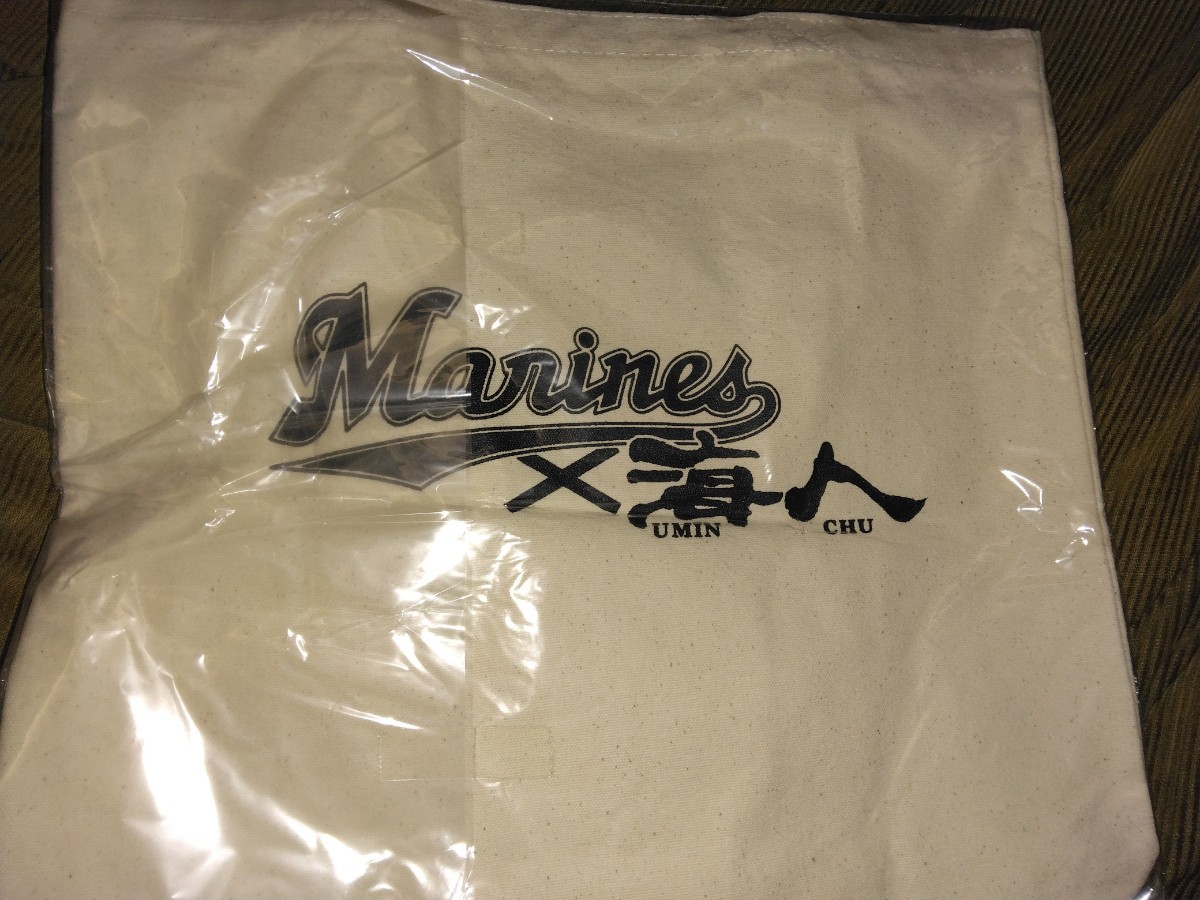 Marines
×海人
UMIN CHU